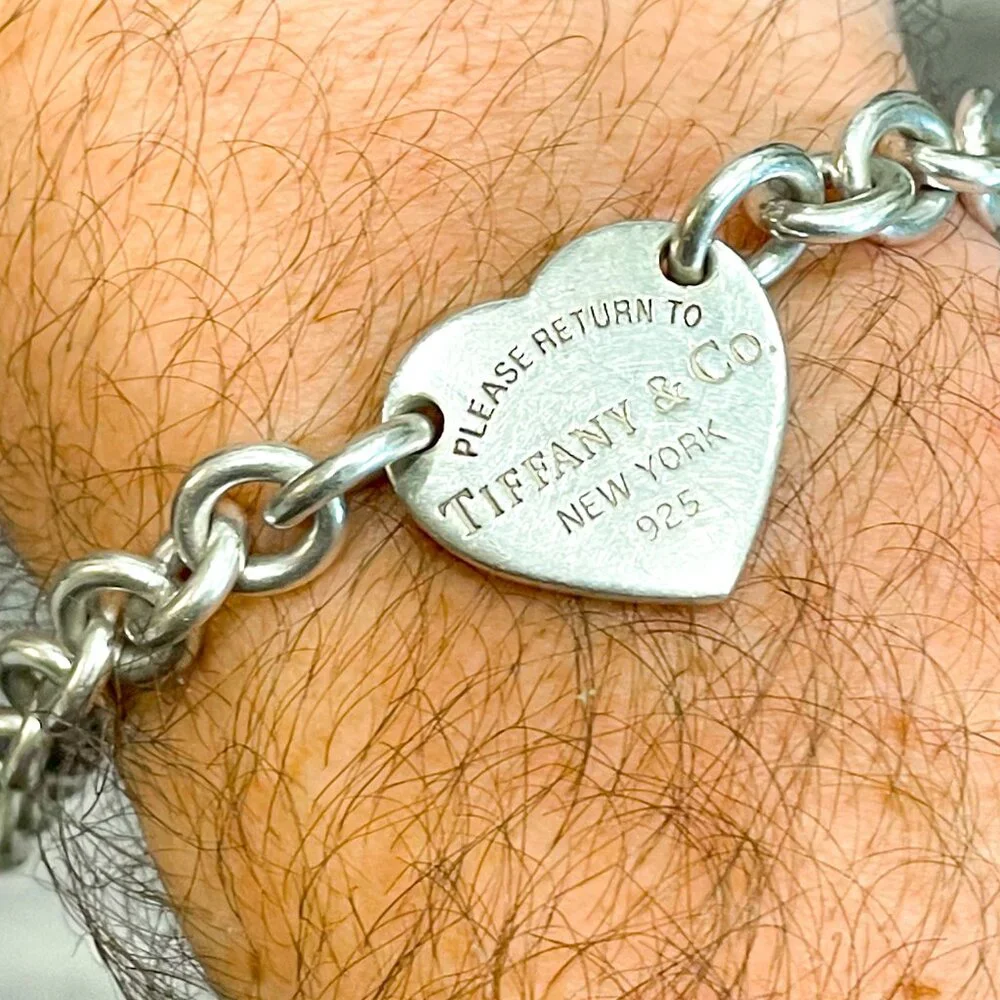 PLEASE RETURN TO
TIFFANY & Co.
NEW YORK
925